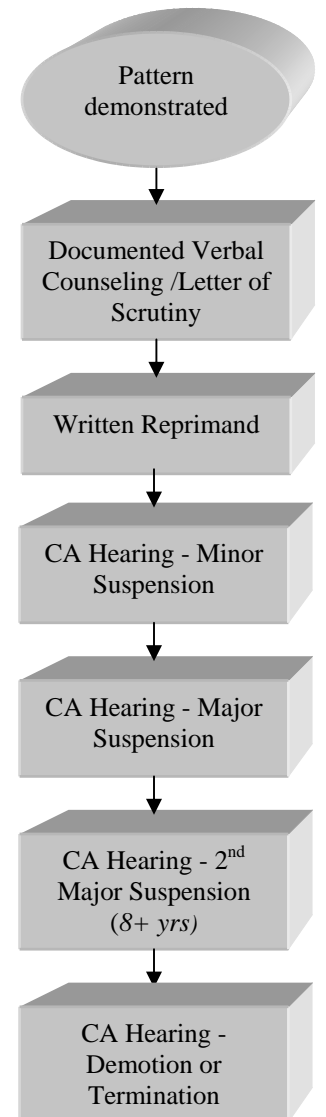 Pattern
demonstrated
Documented Verbal
Counseling /Letter of
Scrutiny
Written Reprimand
CA Hearing - Minor
Suspension
CA Hearing - Major
Suspension
CA Hearing - 2nd
Major Suspension
(8+ yrs)
CA Hearing -
Demotion or
Termination